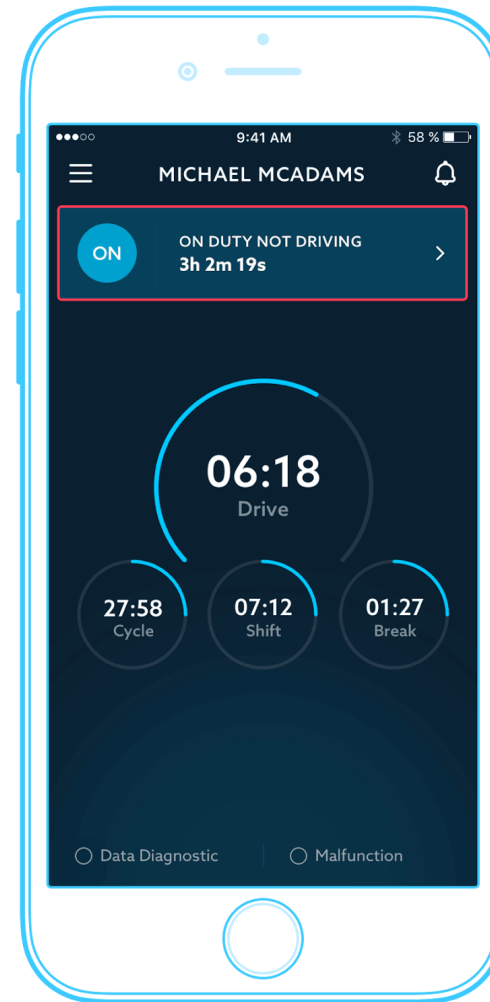 9:41 AM 58 %
MICHAEL MCADAMS
ON
ON DUTY NOT DRIVING
3h 2m 19s
06:18
Drive
27:58
Cycle
07:12
Shift
01:27
Break
Data Diagnostic
Malfunction